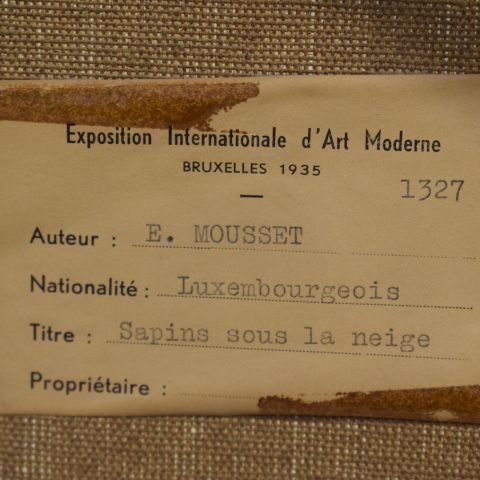 Exposition Internationale d'Art Moderne
BRUXELLES 1935
1327
Auteur : E. MOUSSET
Nationalité : Luxembourgeois
Titre : Sapins sous la neige
Propriétaire :